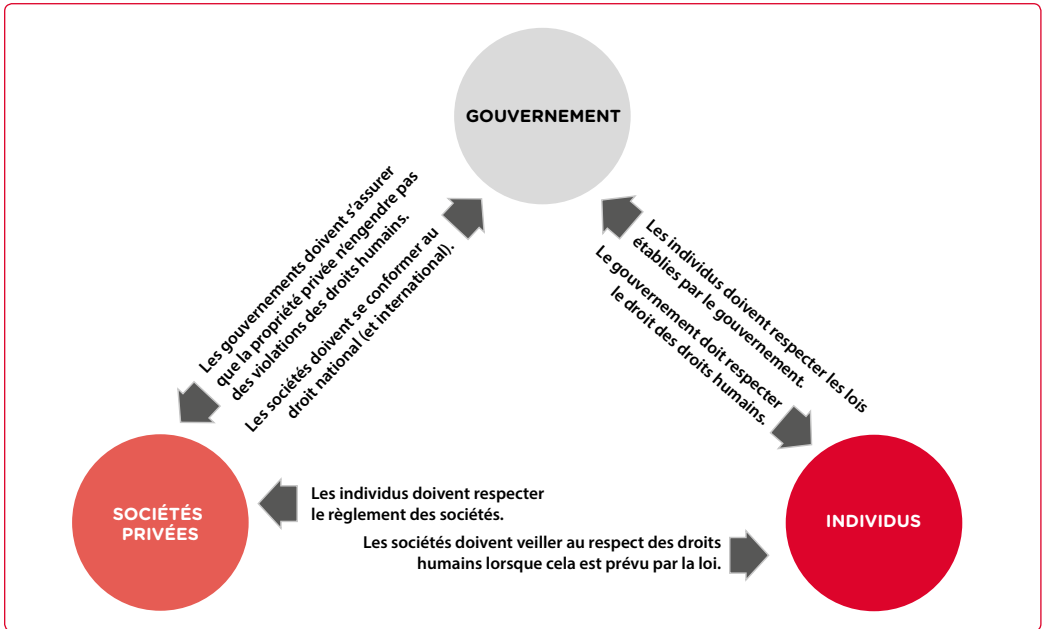 GOUVERNEMENT
Les gouvernements doivent s'assurer
que la propriété privée n'engendre pas
des violations des droits humains.
Les sociétés doivent se conformer au
droit national (et international).
Les individus doivent respecter les lois
établies par le gouvernement.
Le gouvernement doit respecter
le droit des droits humains.
SOCIÉTÉS
PRIVÉES
Les individus doivent respecter
le règlement des sociétés.
Les sociétés doivent veiller au respect des droits
humains lorsque cela est prévu par la loi.
INDIVIDUS